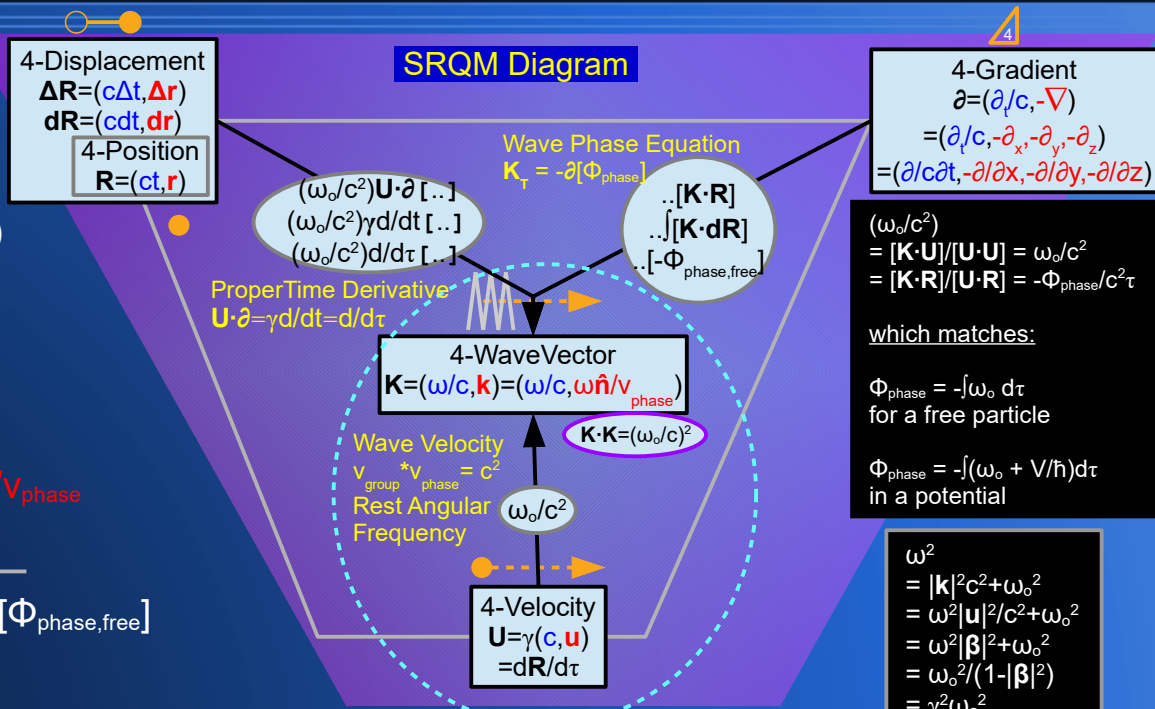 SRQM Diagram
4
4-Displacement
ΔR=(cΔt,Δr)
dR=(cdt,dr)
4-Position
R=(ct,r)
4-Gradient
∂=(∂ₜ/c,-∇)
=(∂ₜ/c,-∂ₓ,-∂y,-∂z)
=(∂/c∂t,-∂/∂x,-∂/∂y,-∂/∂z)
Wave Phase Equation
K_T = -∂[Φphase]
(ωₒ/c²)U·∂[..]
(ωₒ/c²)γd/dt [..]
(ωₒ/c²)d/dτ [..]
..[K·R]
..∫[K·dR]
..[-Φphase,free]
ProperTime Derivative
U·∂=γd/dt=d/dτ
4-WaveVector
K=(ω/c,k)=(ω/c,ωn̂/vphase)
K·K=(ωₒ/c)²
Wave Velocity
vgroup*vphase= c²
Rest Angular
Frequency
ωₒ/c²
4-Velocity
U=γ(c,u)
=dR/dτ
(ωₒ/c²)
= [K·U]/[U·U] = ωₒ/c²
= [K·R]/[U·R] = -Φphase/c²τ
which matches:
Φphase = -∫ωₒ dτ
for a free particle
Φphase = -∫(ωₒ + V/ħ)dτ
in a potential
ω²
= |k|²c²+ωₒ²
= ω²|u|²/c²+ωₒ²
= ω²|β|²+ωₒ²
= ωₒ²/(1-|β|²)
= γ²ωₒ²
)
/vphase
[Φphase,free]